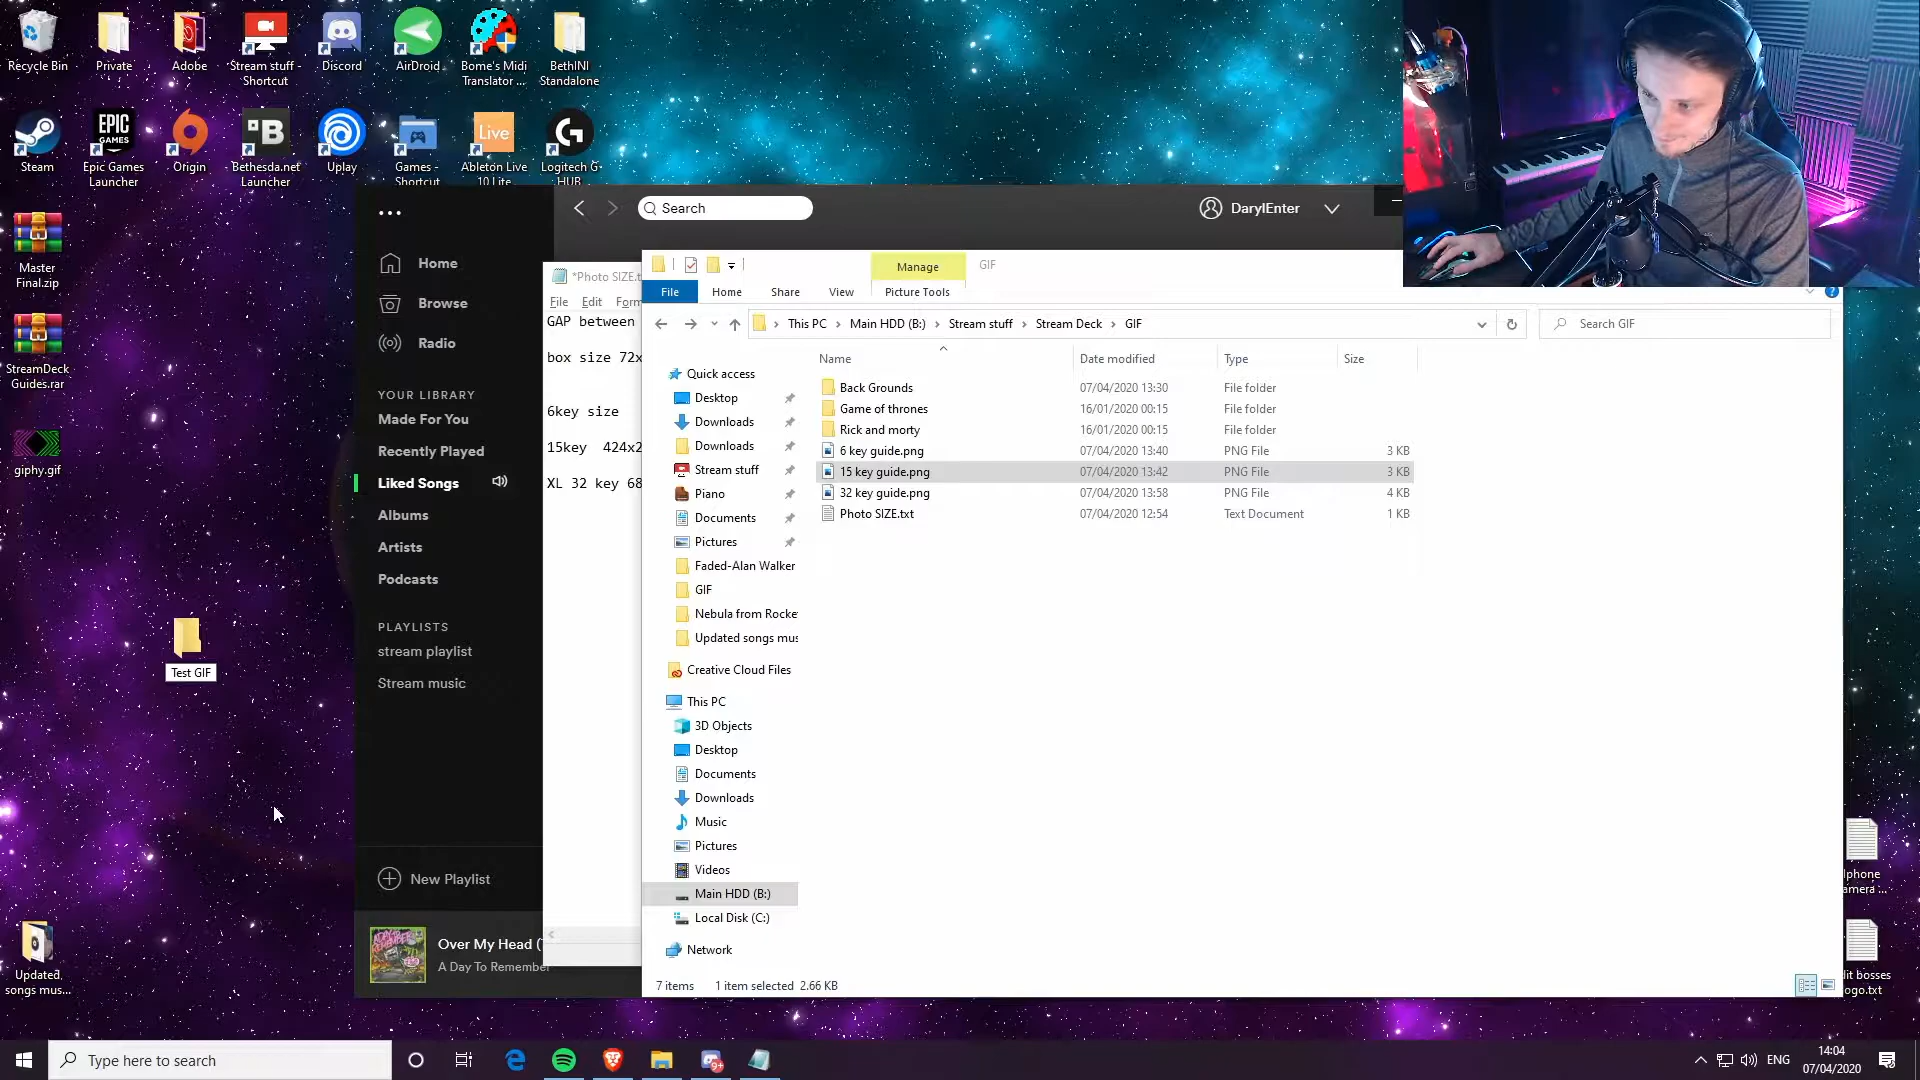 Recycle Bin
Private
Adobe
Stream stuff -
Shortcut
Discord
AirDroid
Bome's Midi
Translator ...
BethINI
Standalone
EPIC
GAMES
B
Live
G
Steam
Epic Games
Launcher
Origin
Bethesda.net
Launcher
Uplay
Games -
Shortcut
Ableton Live
10 Lite
Logitech G
HUB
Master
Final.zip
StreamDeck
Guides.rar
giphy.gif
Test GIF
Updated
songs mus...
Search
DarylEnter
Home
Browse
Radio
YOUR LIBRARY
Made For You
Recently Played
Liked Songs
Albums
Artists
Podcasts
PLAYLISTS
stream playlist
Stream music
New Playlist
Over My Head (
A Day To Remember
*Photo SIZE.t
File Edit Form
GAP between
box size 72x
6key size
15key 424x2
XL 32 key 68
Manage GIF
File Home Share View Picture Tools
This PC › Main HDD (B:) › Stream stuff › Stream Deck › GIF
Search GIF
Name Date modified Type Size
Back Grounds 07/04/2020 13:30 File folder
Game of thrones 16/01/2020 00:15 File folder
Rick and morty 16/01/2020 00:15 File folder
6 key guide.png 07/04/2020 13:40 PNG File 3 KB
15 key guide.png 07/04/2020 13:42 PNG File 3 KB
32 key guide.png 07/04/2020 13:58 PNG File 4 KB
Photo SIZE.txt 07/04/2020 12:54 Text Document 1 KB
Quick access
Desktop
Downloads
Downloads
Stream stuff
Piano
Documents
Pictures
Faded-Alan Walker
GIF
Nebula from Rocke
Updated songs mus
Creative Cloud Files
This PC
3D Objects
Desktop
Documents
Downloads
Music
Pictures
Videos
Main HDD (B:)
Local Disk (C:)
Network
7 items 1 item selected 2.66 KB
Iphone
amera ...
dit bosses
ogo.txt
Type here to search
9+
ENG
14:04
07/04/2020